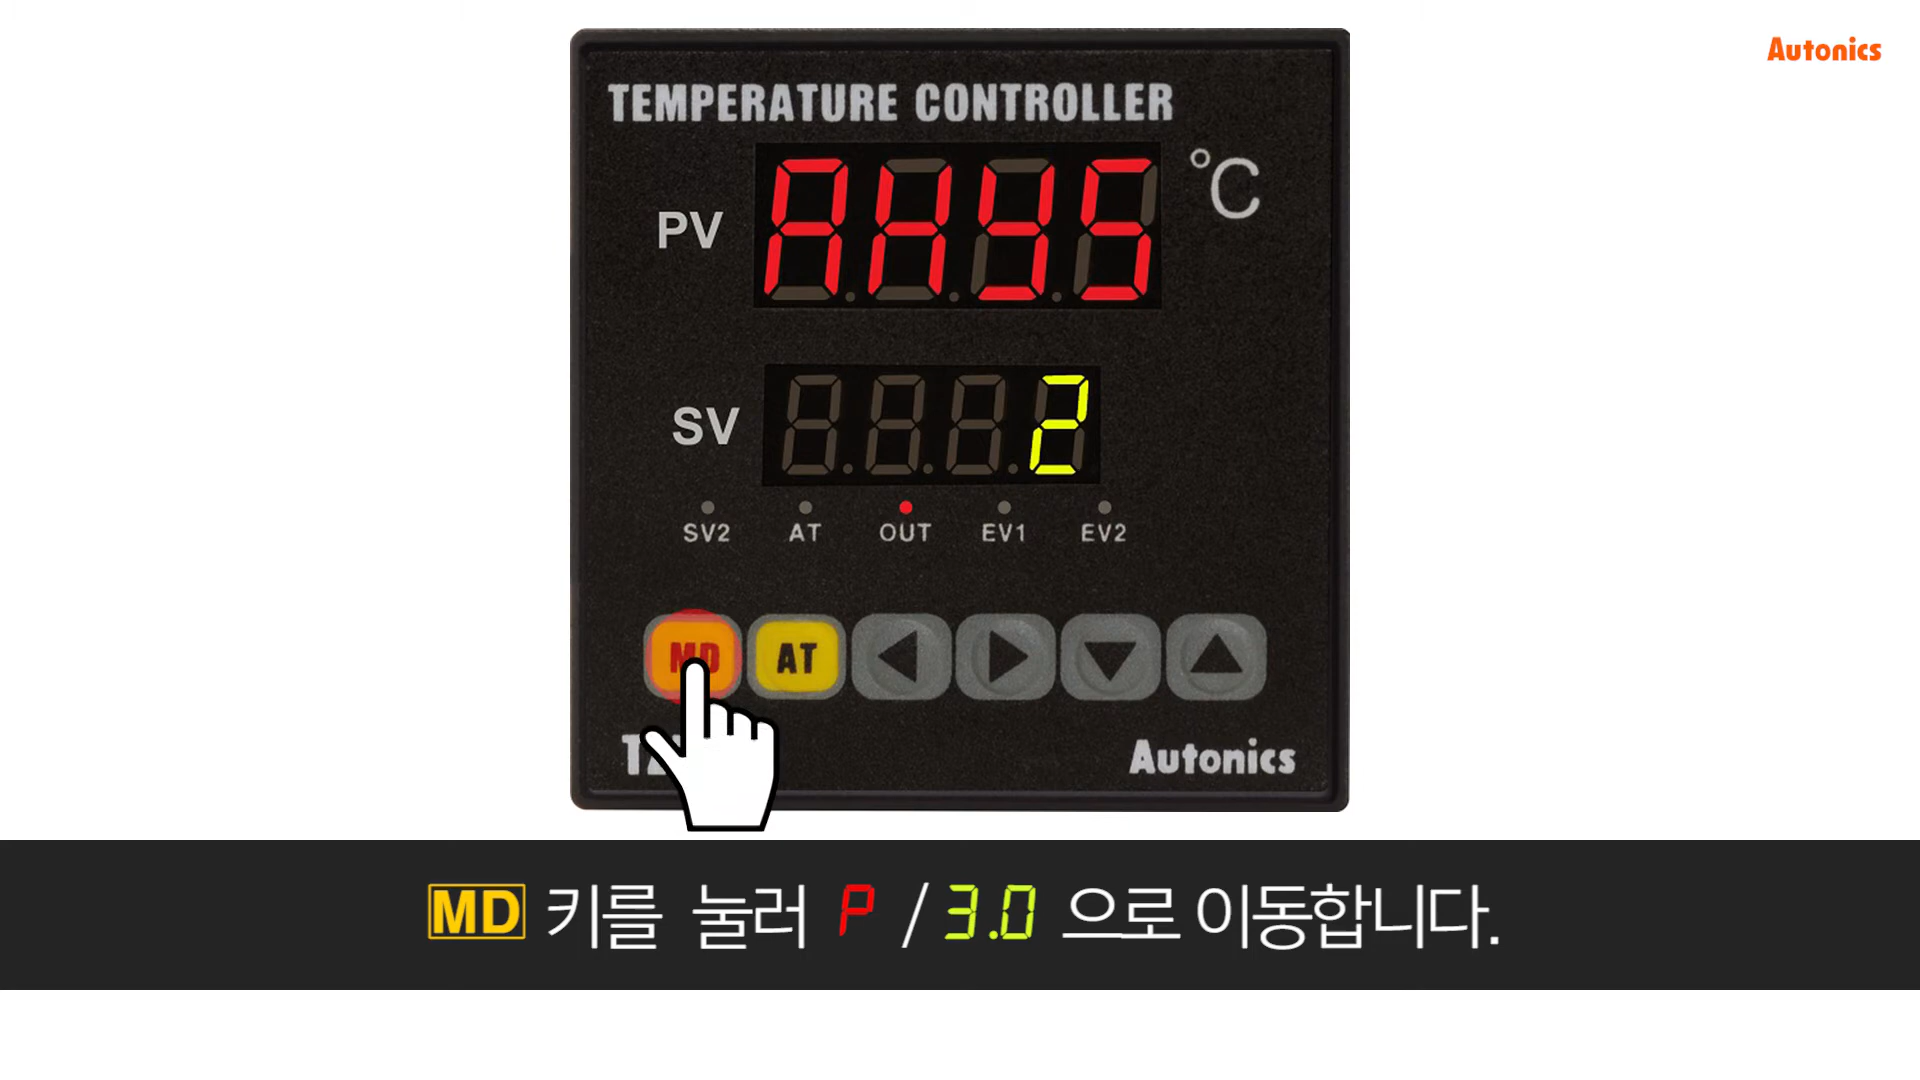 Autonics
TEMPERATURE CONTROLLER
PV AHYS °C
SV 2
SV2 AT OUT EV1 EV2
MD AT
Autonics
MD 키를 눌러 P / 3.0 으로 이동합니다.